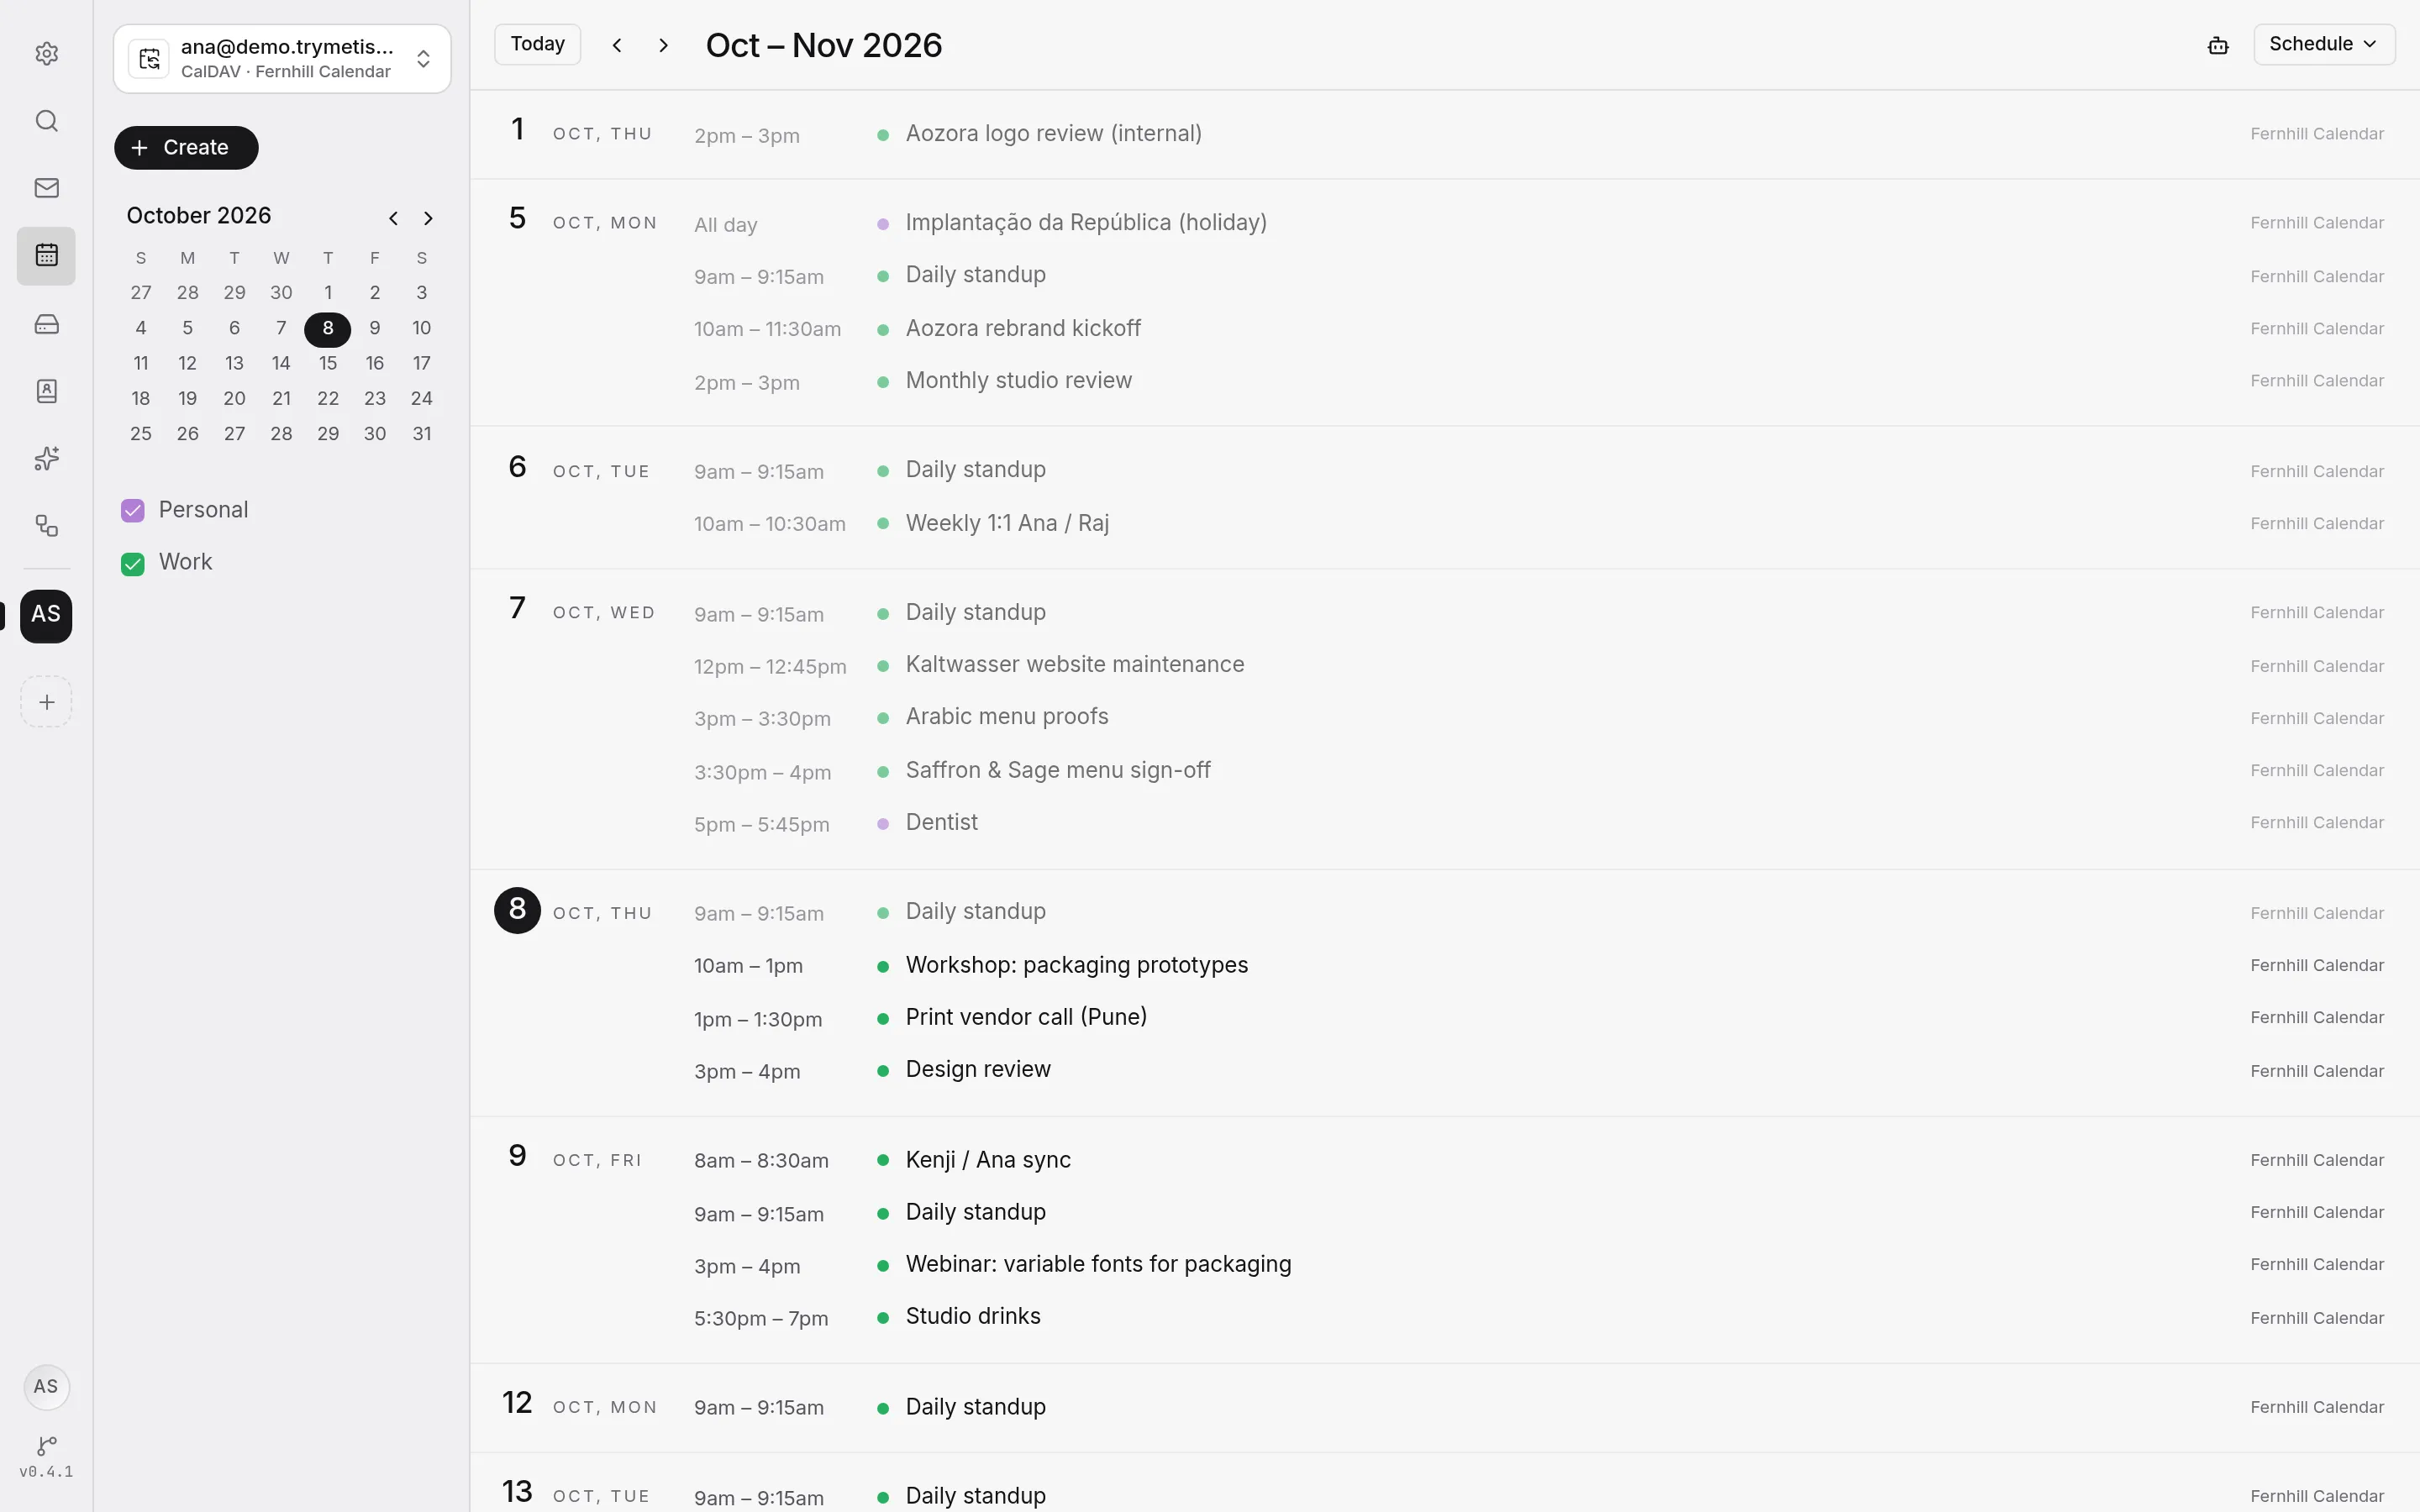 ana@demo.trymetis...
CalDAV · Fernhill Calendar
Create
October 2026
S M T W T F S
27 28 29 30 1 2 3
4 5 6 7 8 9 10
11 12 13 14 15 16 17
18 19 20 21 22 23 24
25 26 27 28 29 30 31
Personal
Work
AS
AS
v0.4.1
Today
Oct – Nov 2026
Schedule
1 OCT, THU 2pm – 3pm Aozora logo review (internal) Fernhill Calendar
5 OCT, MON All day Implantação da República (holiday) Fernhill Calendar
9am – 9:15am Daily standup Fernhill Calendar
10am – 11:30am Aozora rebrand kickoff Fernhill Calendar
2pm – 3pm Monthly studio review Fernhill Calendar
6 OCT, TUE 9am – 9:15am Daily standup Fernhill Calendar
10am – 10:30am Weekly 1:1 Ana / Raj Fernhill Calendar
7 OCT, WED 9am – 9:15am Daily standup Fernhill Calendar
12pm – 12:45pm Kaltwasser website maintenance Fernhill Calendar
3pm – 3:30pm Arabic menu proofs Fernhill Calendar
3:30pm – 4pm Saffron & Sage menu sign-off Fernhill Calendar
5pm – 5:45pm Dentist Fernhill Calendar
8 OCT, THU 9am – 9:15am Daily standup Fernhill Calendar
10am – 1pm Workshop: packaging prototypes Fernhill Calendar
1pm – 1:30pm Print vendor call (Pune) Fernhill Calendar
3pm – 4pm Design review Fernhill Calendar
9 OCT, FRI 8am – 8:30am Kenji / Ana sync Fernhill Calendar
9am – 9:15am Daily standup Fernhill Calendar
3pm – 4pm Webinar: variable fonts for packaging Fernhill Calendar
5:30pm – 7pm Studio drinks Fernhill Calendar
12 OCT, MON 9am – 9:15am Daily standup Fernhill Calendar
13 OCT, TUE 9am – 9:15am Daily standup Fernhill Calendar